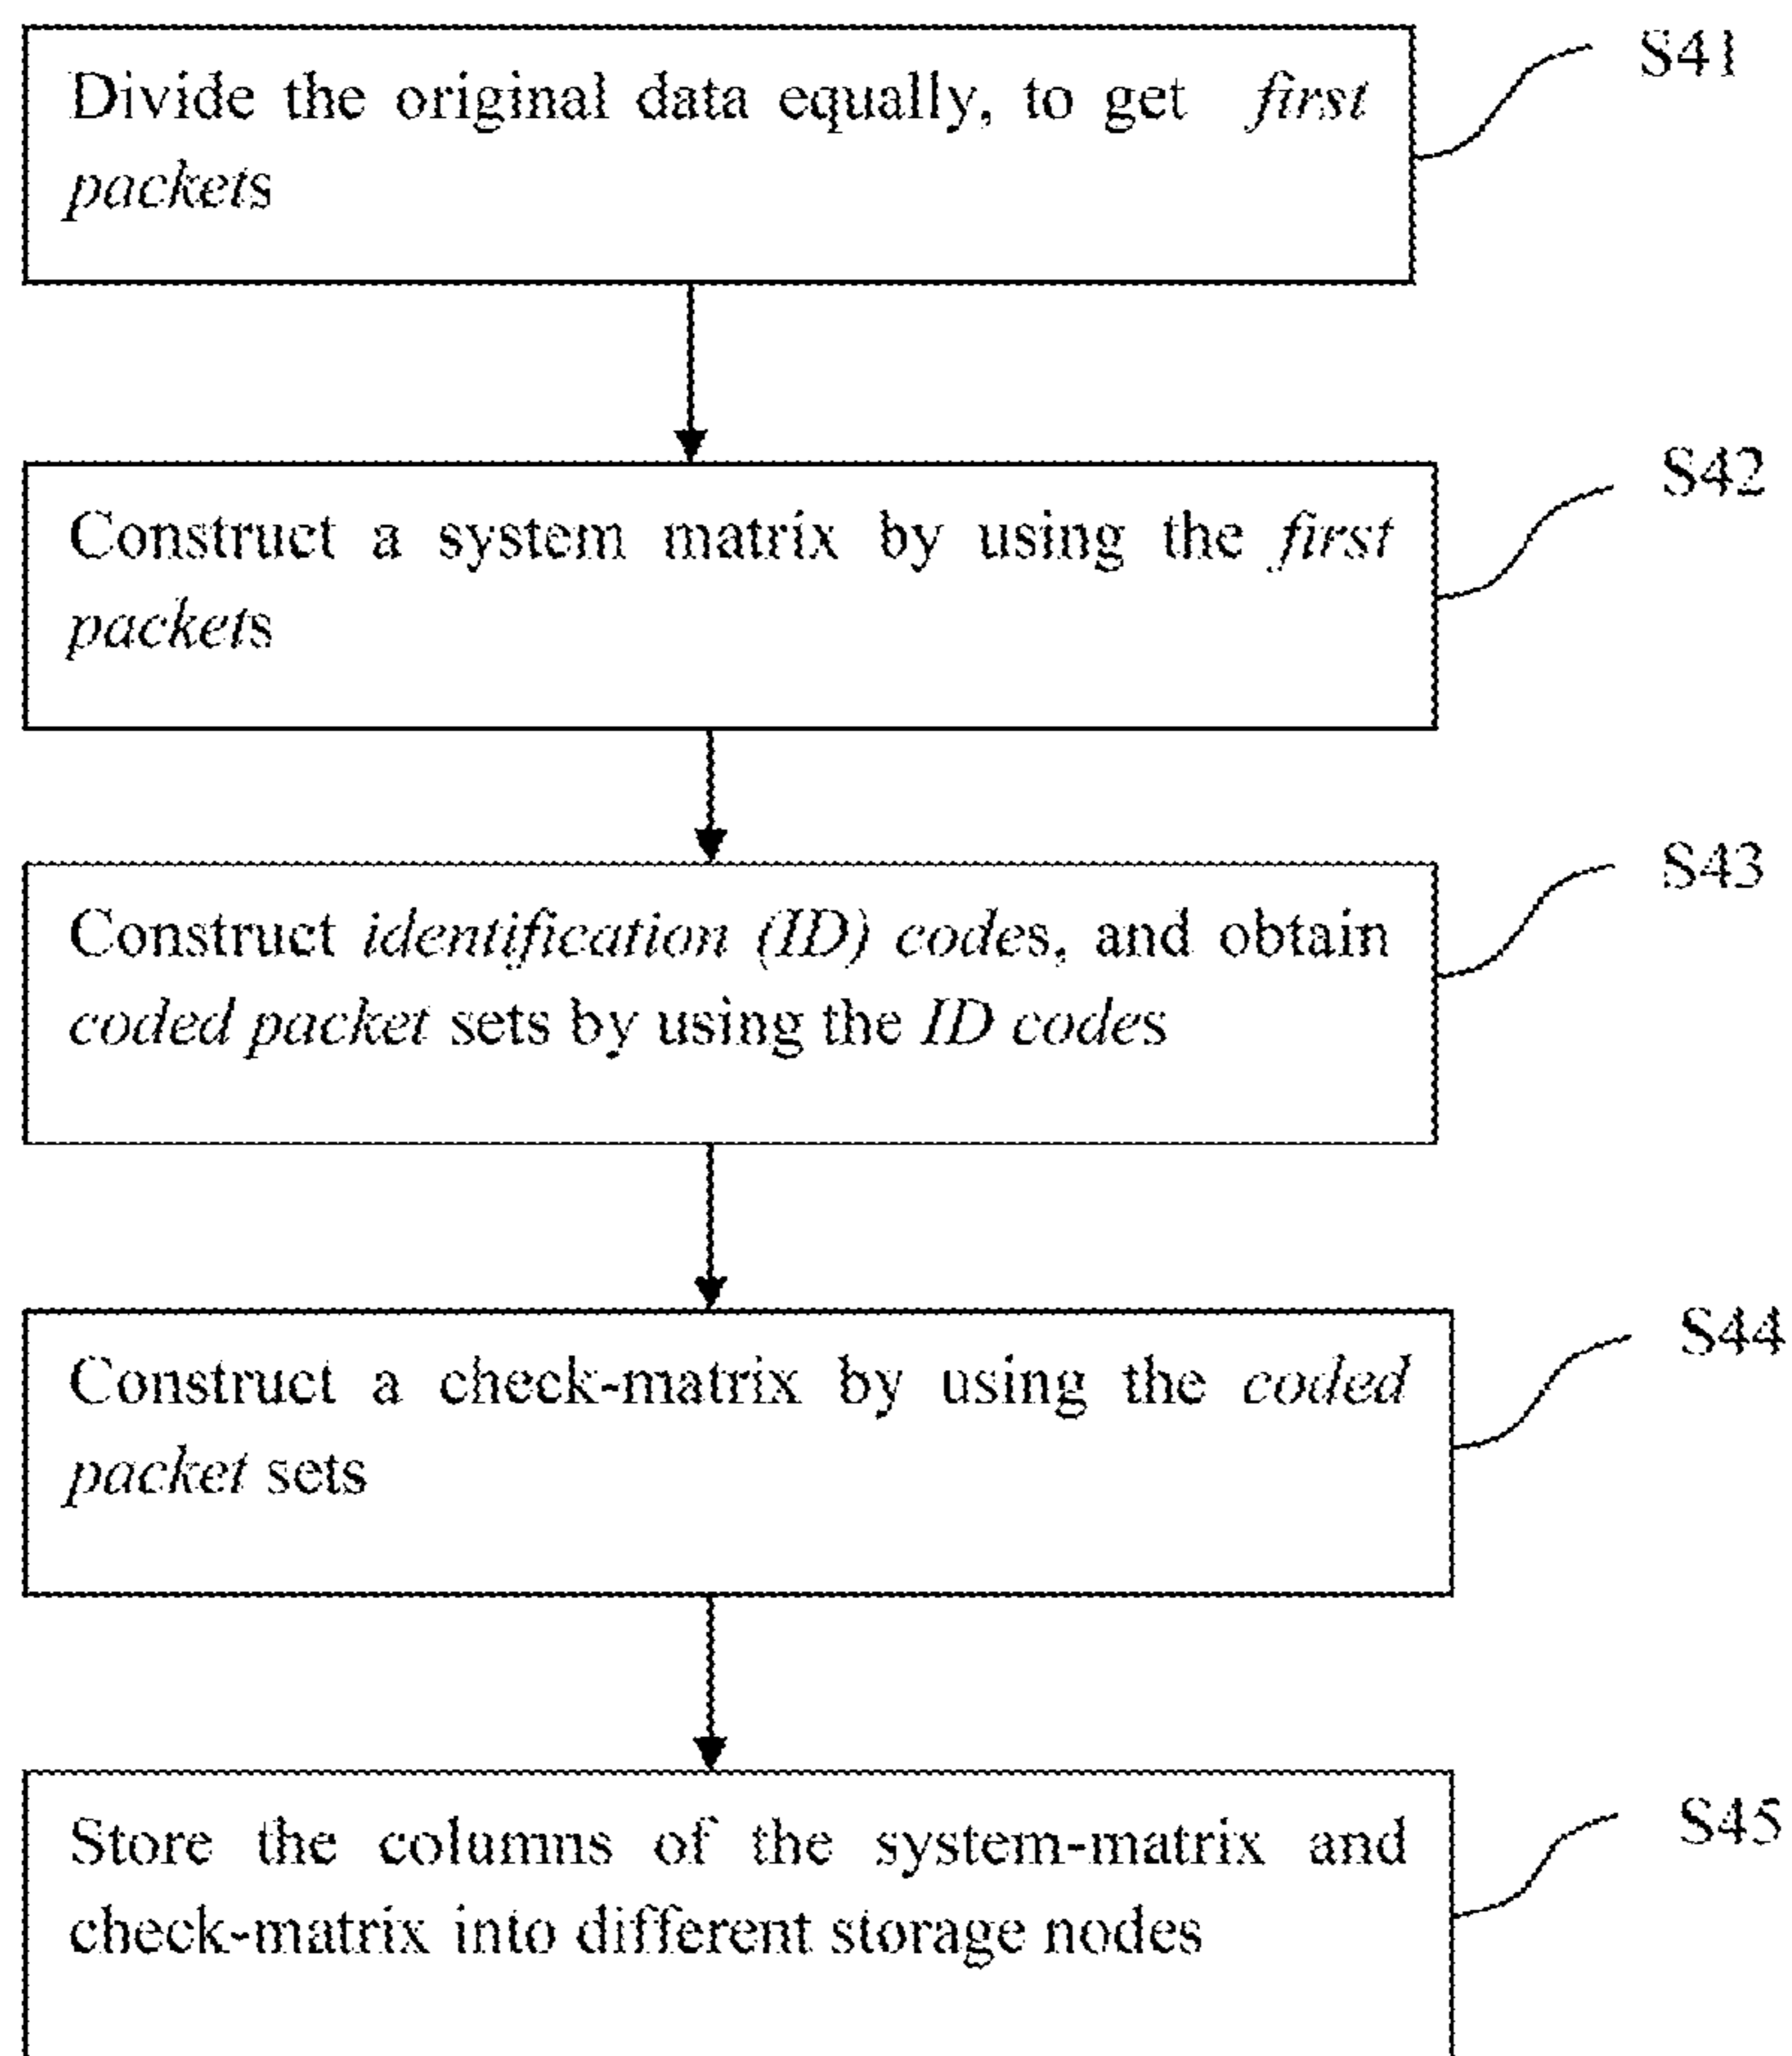 Divide the original data equally, to get first
packets
S41
Construct a system matrix by using the first
packets
S42
Construct identification (ID) codes, and obtain
coded packet sets by using the ID codes
S43
Construct a check-matrix by using the coded
packet sets
S44
Store the columns of the system-matrix and
check-matrix into different storage nodes
S45